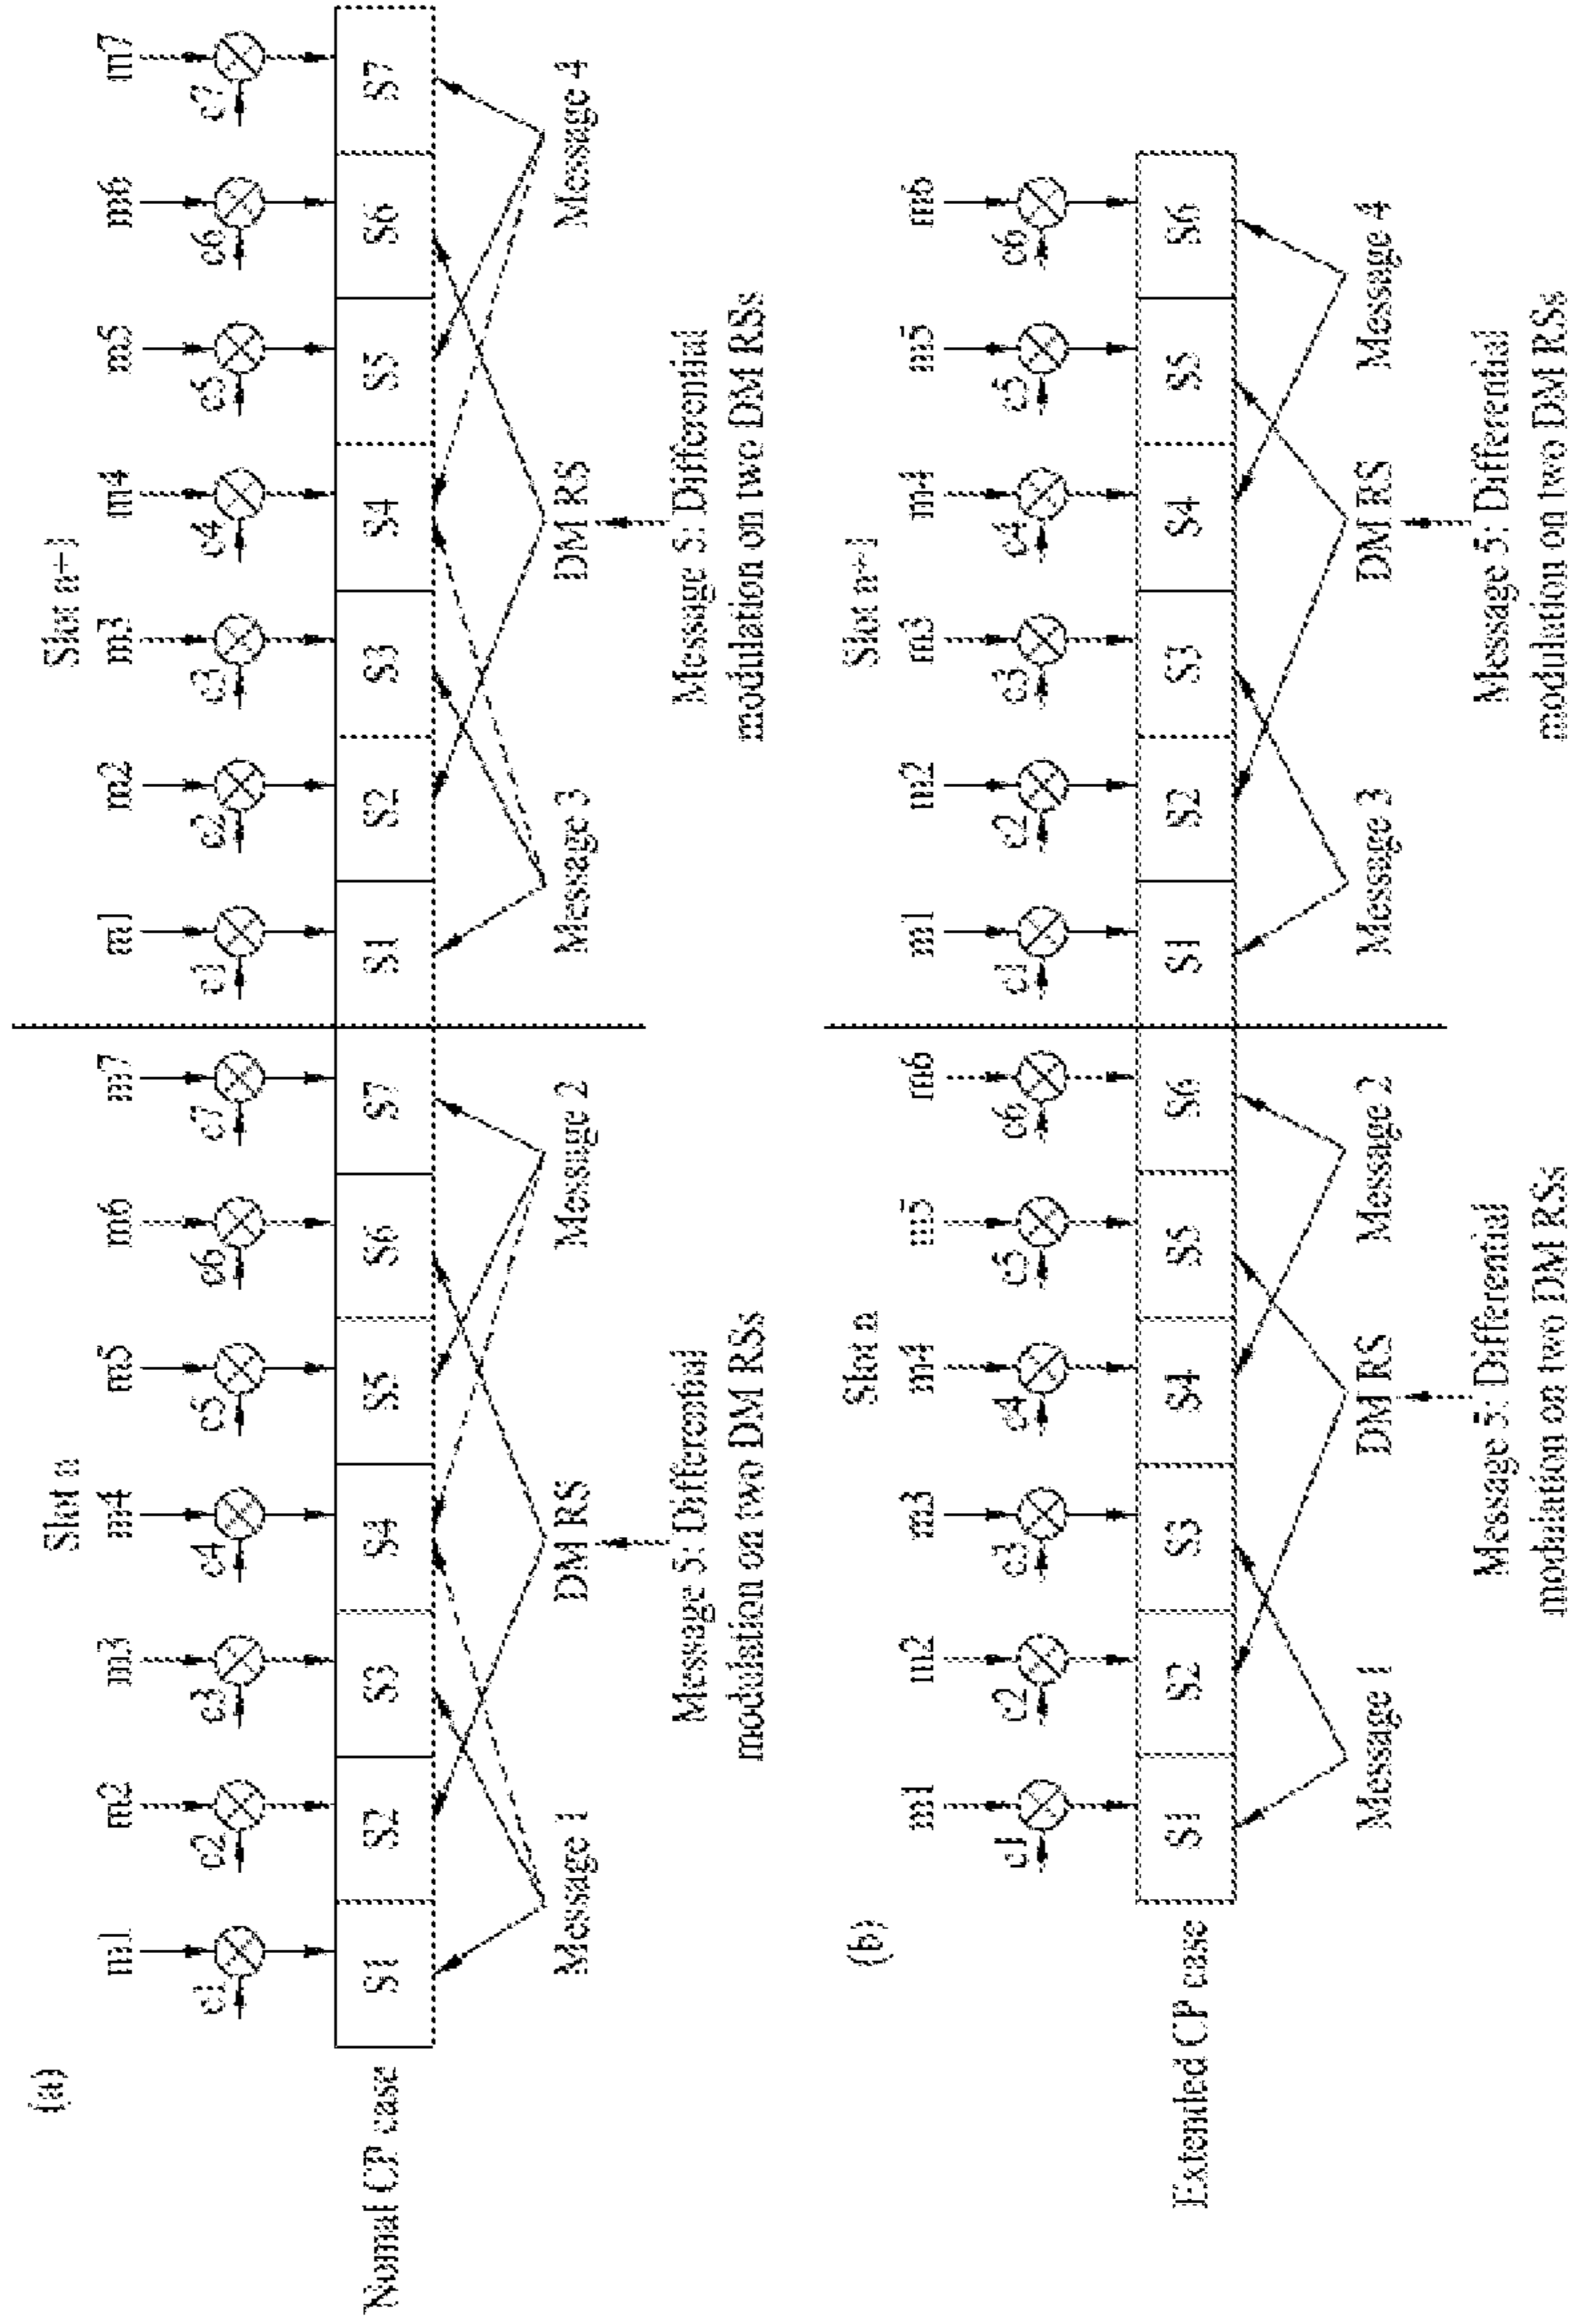 (a)
Slot n
Slot n+1
m1 m2 m3 m4 m5 m6 m7 m1 m2 m3 m4 m5 m6 m7
c1 c2 c3 c4 c5 c6 c7 c1 c2 c3 c4 c5 c6 c7
Nomal CP case
S1 S2 S3 S4 S5 S6 S7 S1 S2 S3 S4 S5 S6 S7
Message 1 DM RS Message 2 Message 3 DM RS Message 4
Message 5: Differential
modulation on two DM RSs
Message 5: Differential
modulation on two DM RSs
(b)
Slot n
Slot n+1
m1 m2 m3 m4 m5 m6 m1 m2 m3 m4 m5 m6
c1 c2 c3 c4 c5 c6 c1 c2 c3 c4 c5 c6
Extended CP case
S1 S2 S3 S4 S5 S6 S1 S2 S3 S4 S5 S6
Message 1 DM RS Message 2 Message 3 DM RS Message 4
Message 5: Differential
modulation on two DM RSs
Message 5: Differential
modulation on two DM RSs